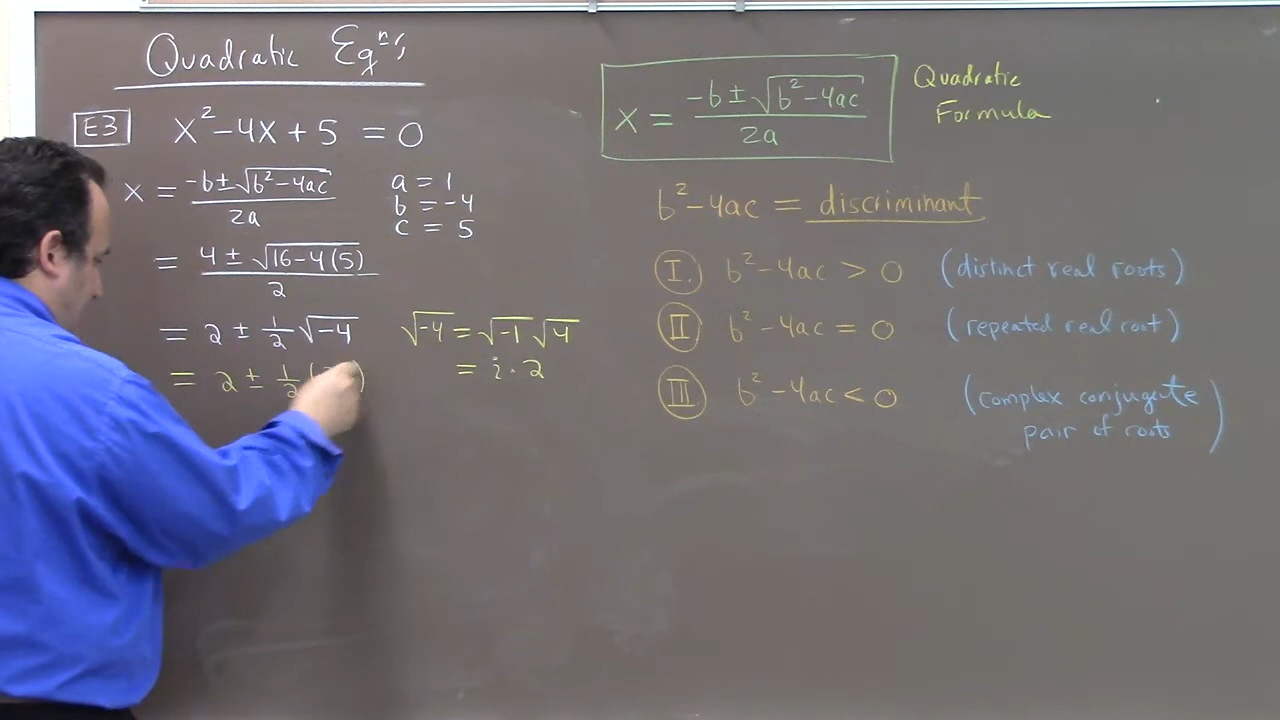 Quadratic Eqⁿˢ
E3 x² - 4x + 5 = 0
x = (-b ± √(b² - 4ac)) / 2a
a = 1
b = -4
c = 5
= (4 ± √(16 - 4(5))) / 2
= 2 ± 1/2 √-4
√-4 = √-1 √4
= i · 2
= 2 ± 1/2 (
x = (-b ± √(b² - 4ac)) / 2a
Quadratic
Formula
b² - 4ac = discriminant
I. b² - 4ac > 0 (distinct real roots)
II b² - 4ac = 0 (repeated real root)
III b² - 4ac < 0 (complex conjugate
pair of roots)